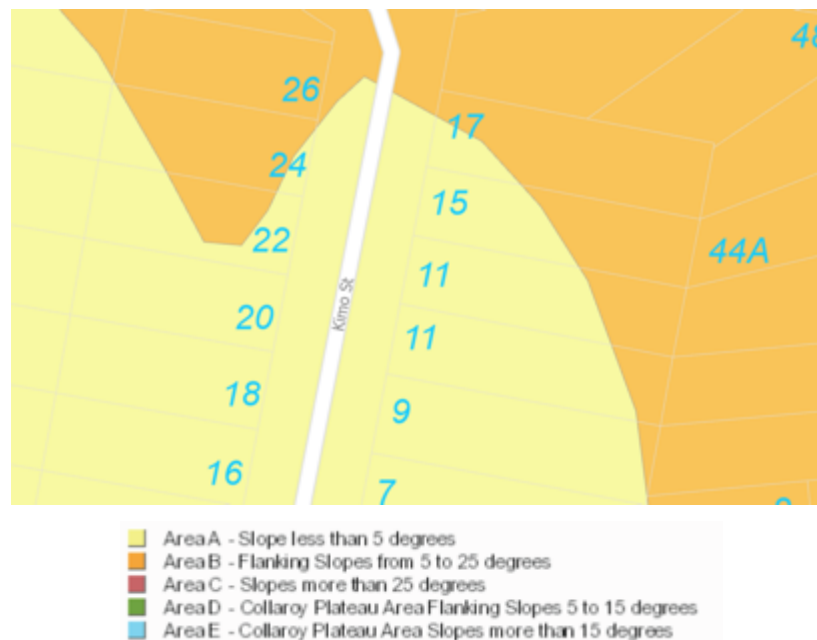 48
26
17
24
15
22
44A
11
20
Kimo St
11
18
9
16
7
Area A - Slope less than 5 degrees
Area B - Flanking Slopes from 5 to 25 degrees
Area C - Slopes more than 25 degrees
Area D - Collaroy Plateau Area Flanking Slopes 5 to 15 degrees
Area E - Collaroy Plateau Area Slopes more than 15 degrees